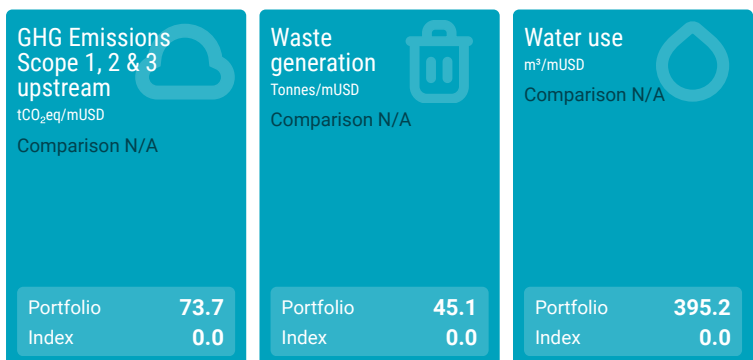 GHG Emissions
Scope 1, 2 & 3
upstream
tCO₂eq/mUSD
Comparison N/A
Portfolio 73.7
Index 0.0
Waste
generation
Tonnes/mUSD
Comparison N/A
Portfolio 45.1
Index 0.0
Water use
m³/mUSD
Comparison N/A
Portfolio 395.2
Index 0.0